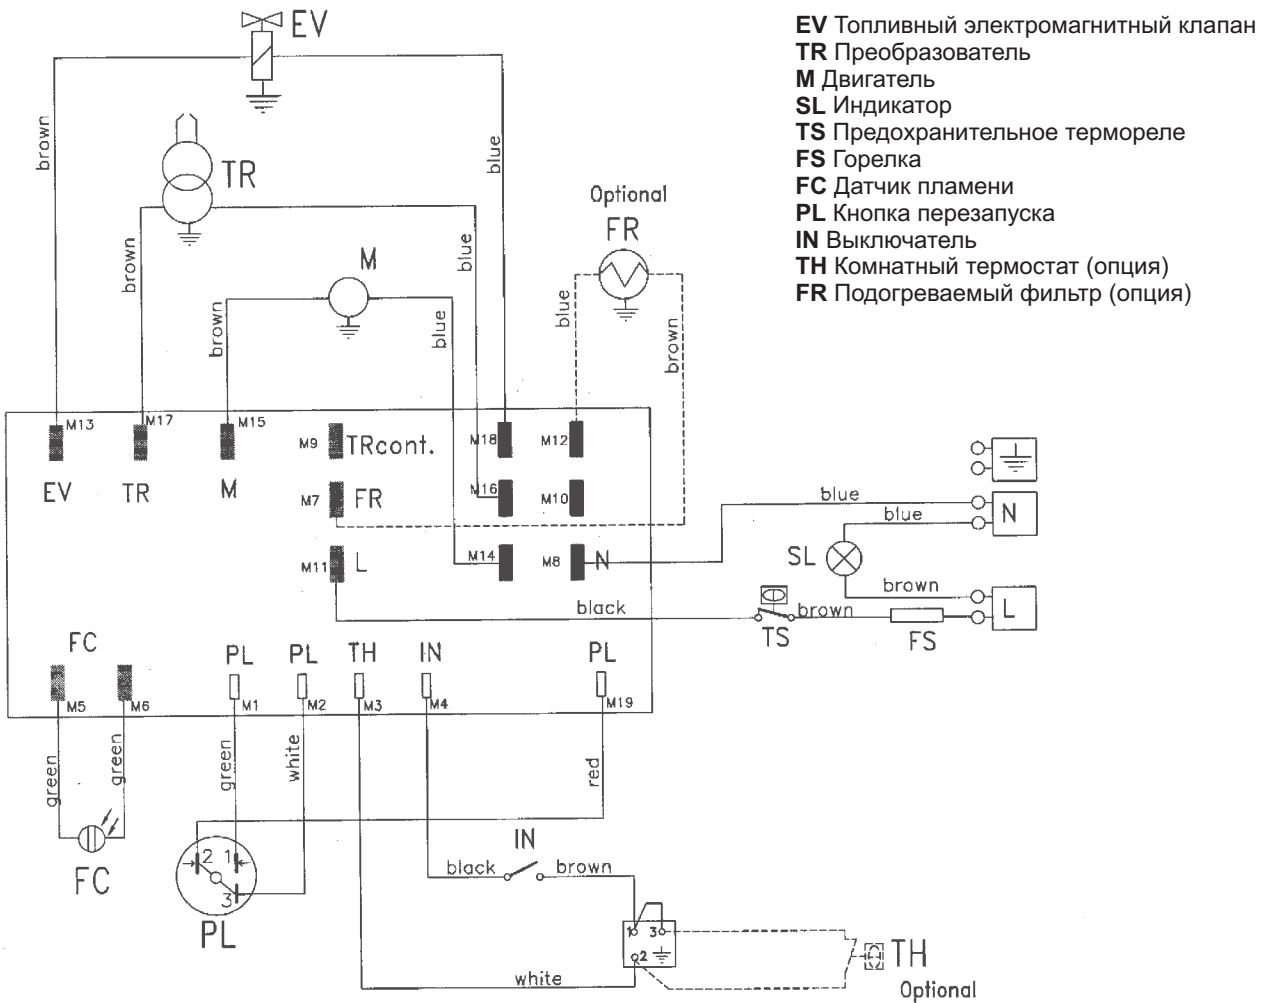 EV
EV Топливный электромагнитный клапан
TR Преобразователь
M Двигатель
SL Индикатор
TS Предохранительное термореле
FS Горелка
FC Датчик пламени
PL Кнопка перезапуска
IN Выключатель
TH Комнатный термостат (опция)
FR Подогреваемый фильтр (опция)
brown
blue
TR
Optional
FR
brown
blue
M
brown
blue
blue
brown
M13
M17
M15
M9
TRcont.
M18
M12
EV
TR
M
M7
FR
M16
M10
M11
L
M14
M8
N
blue
blue
N
SL
brown
L
black
TS
brown
FS
FC
PL
PL
TH
IN
PL
M5
M6
M1
M2
M3
M4
M19
green
green
green
white
red
FC
2
1
3
PL
IN
black
brown
1
3
2
white
TH
Optional